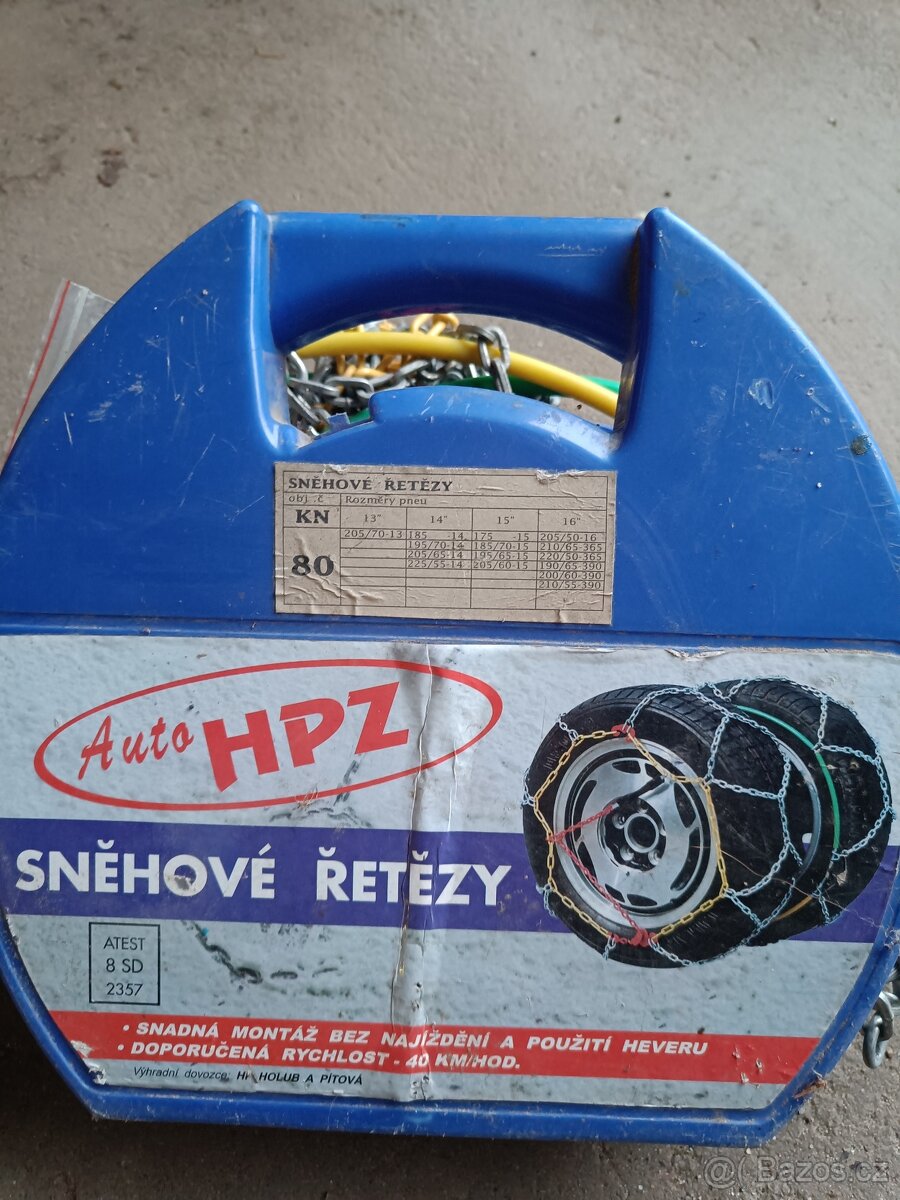 SNĚHOVÉ ŘETĚZY
obj .č Rozměry pneu
KN 13" 14" 15" 16"
80
205/70-13 185 -14 175 -15 205/50-16
195/70-14 185/70-15 210/65-365
205/65-14 195/65-15 220/50-365
225/55-14 205/60-15 190/65-390
200/60-390
210/55-390
Auto HPZ
SNĚHOVÉ ŘETĚZY
ATEST
8 SD
2357
• SNADNÁ MONTÁŽ BEZ NAJÍŽDĚNÍ A POUŽITÍ HEVERU
• DOPORUČENÁ RYCHLOST - 40 KM/HOD.
Výhradní dovozce: HOLUB A PÍTOVÁ
@ Bazos.cz